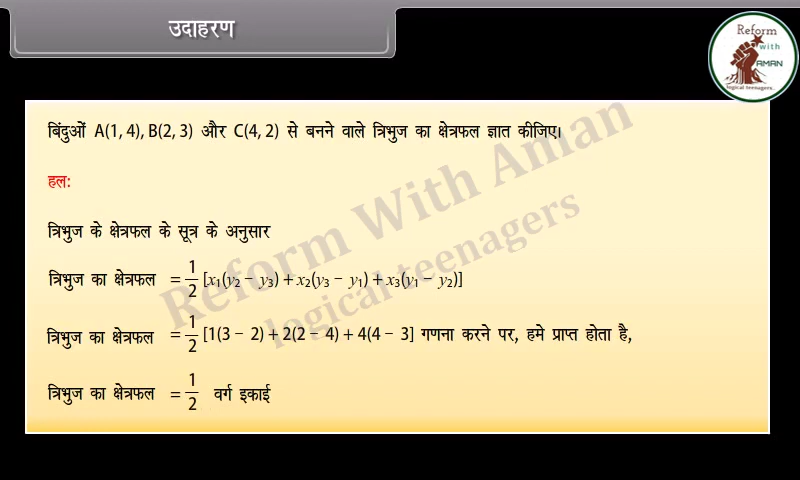 उदाहरण
Reform
with
AMAN
logical teenagers.
बिंदुओं A(1, 4), B(2, 3) और C(4, 2) से बनने वाले त्रिभुज का क्षेत्रफल ज्ञात कीजिए।
हल:
त्रिभुज के क्षेत्रफल के सूत्र के अनुसार
त्रिभुज का क्षेत्रफल = 1/2 [x₁(y₂ − y₃) + x₂(y₃ − y₁) + x₃(y₁ − y₂)]
त्रिभुज का क्षेत्रफल = 1/2 [1(3 − 2) + 2(2 − 4) + 4(4 − 3] गणना करने पर, हमे प्राप्त होता है,
त्रिभुज का क्षेत्रफल = 1/2 वर्ग इकाई
Reform With Aman
logical teenagers